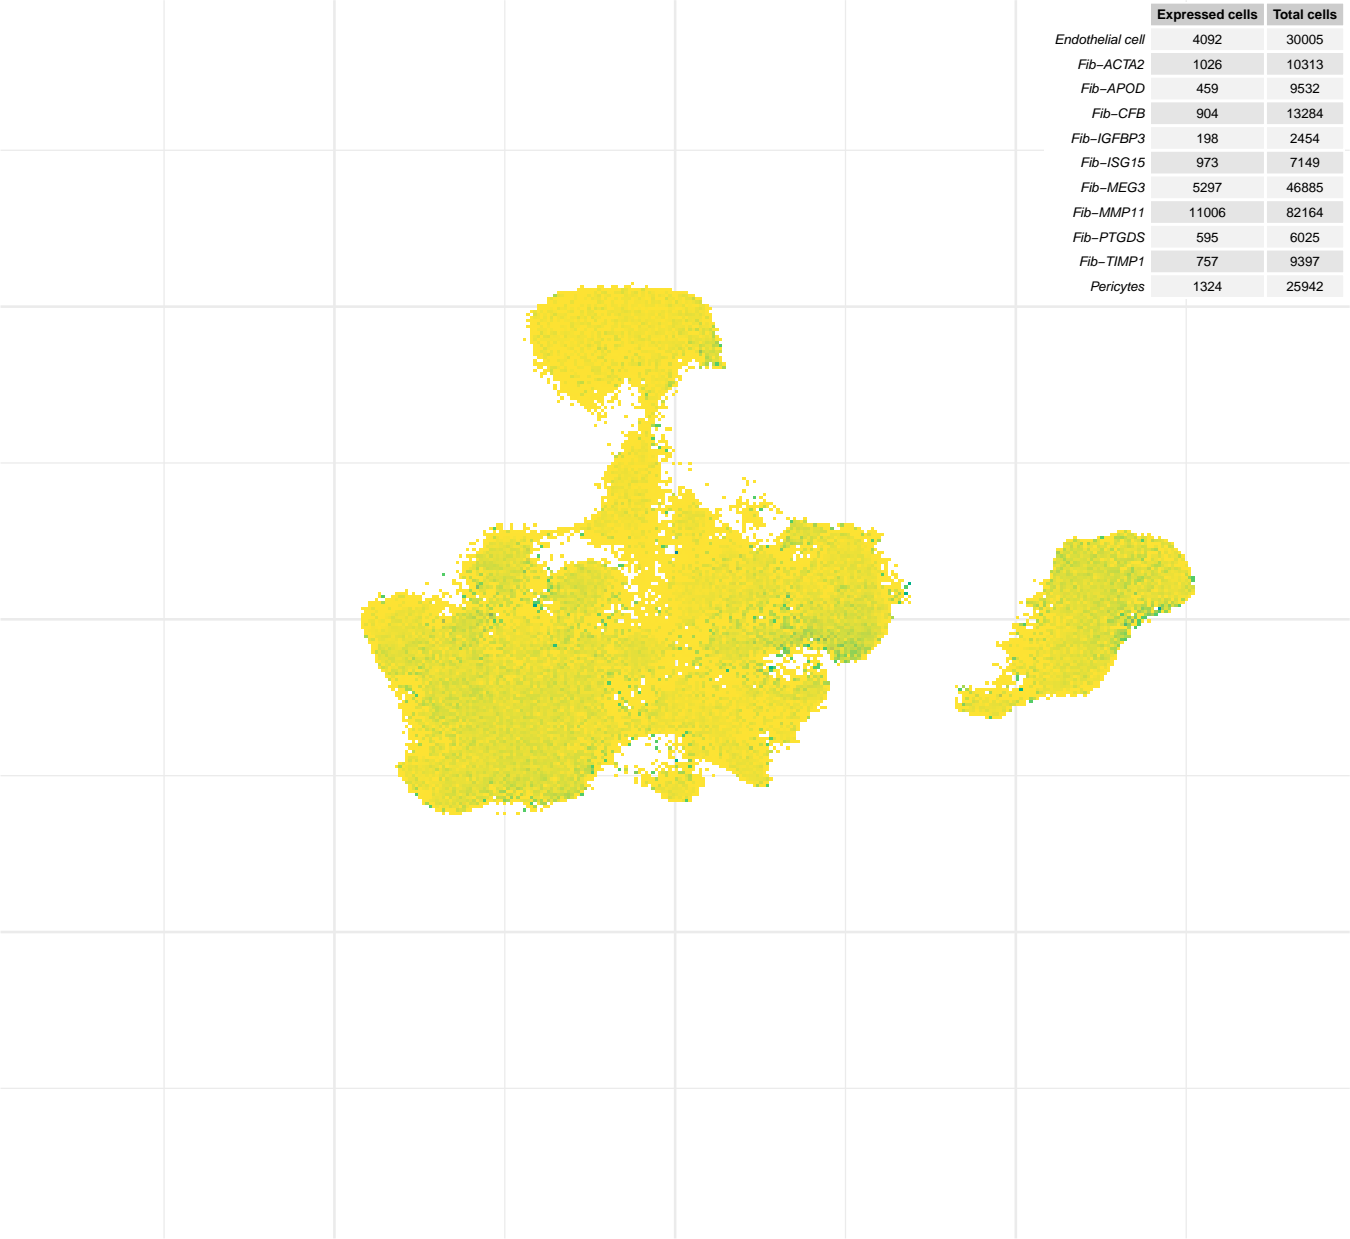 Expressed cells Total cells
Endothelial cell 4092 30005
Fib−ACTA2 1026 10313
Fib−APOD 459 9532
Fib−CFB 904 13284
Fib−IGFBP3 198 2454
Fib−ISG15 973 7149
Fib−MEG3 5297 46885
Fib−MMP11 11006 82164
Fib−PTGDS 595 6025
Fib−TIMP1 757 9397
Pericytes 1324 25942